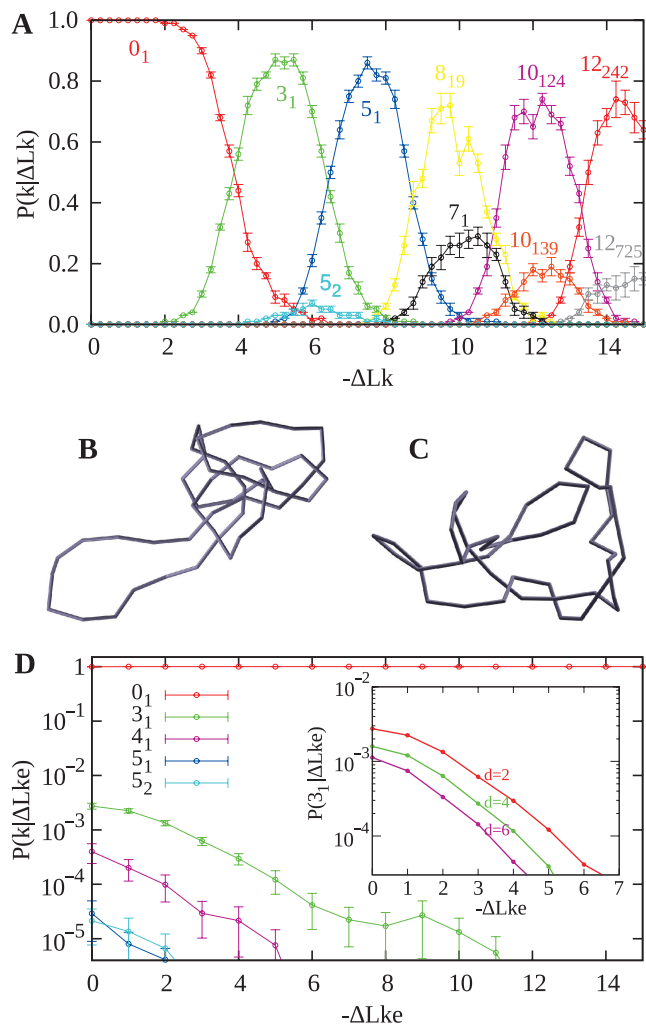 A
1.0
0.8
0.6
0.4
0.2
0.0
P(k|ΔLk)
0₁
3₁
5₁
5₂
8₁₉
7₁
10₁₂₄
10₁₃₉
12₂₄₂
12₇₂₅
0 2 4 6 8 10 12 14
-ΔLk
B
C
D
1
10⁻¹
10⁻²
10⁻³
10⁻⁴
10⁻⁵
P(k|ΔLke)
0₁
3₁
4₁
5₁
5₂
10⁻²
10⁻³
10⁻⁴
P(3₁|ΔLke)
d=2
d=4
d=6
0 1 2 3 4 5 6 7
-ΔLke
0 2 4 6 8 10 12 14
-ΔLke